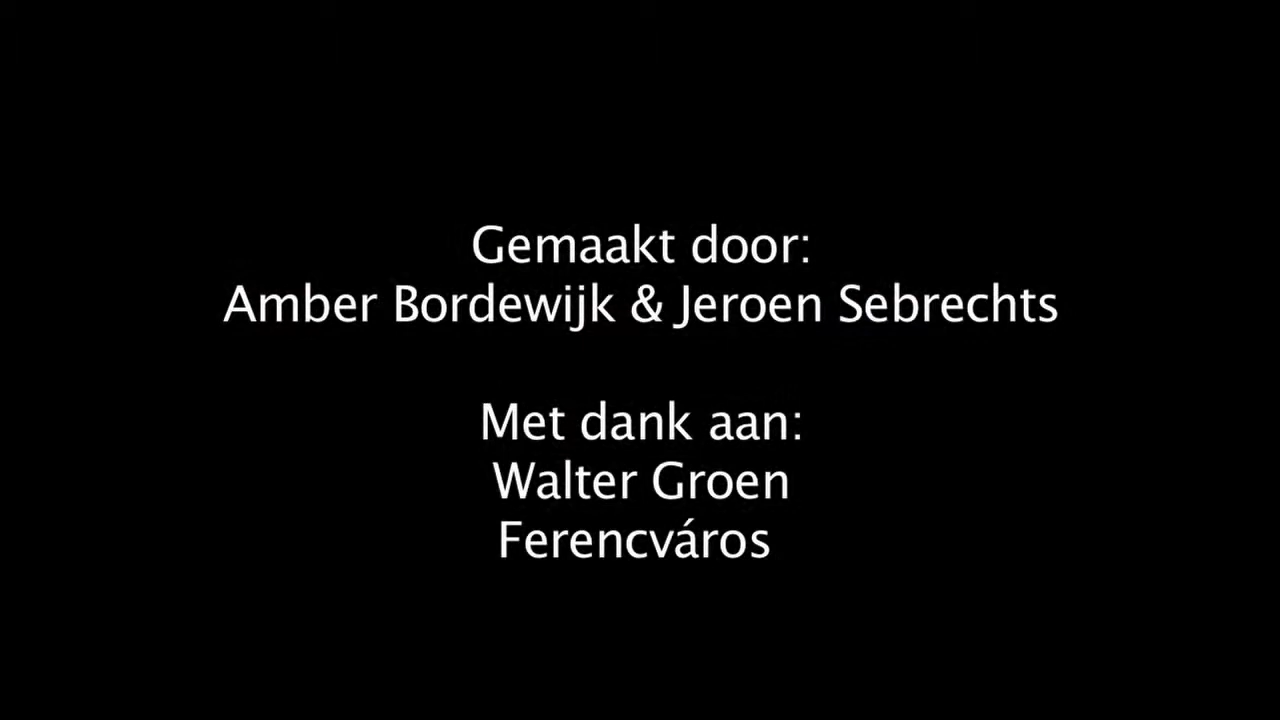 Gemaakt door:
Amber Bordewijk & Jeroen Sebrechts
Met dank aan:
Walter Groen
Ferencváros